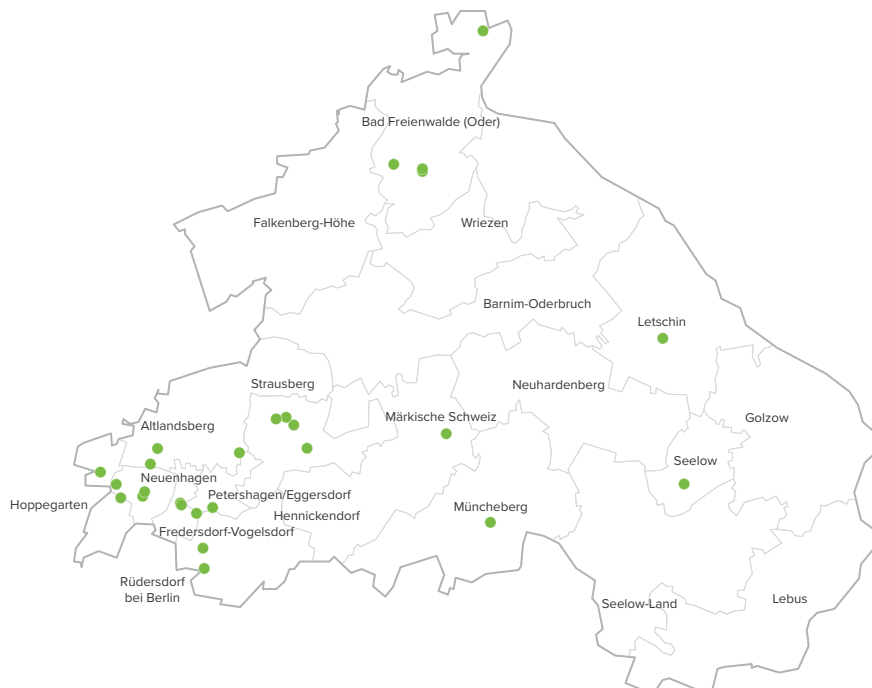 Bad Freienwalde (Oder)
Falkenberg-Höhe
Wriezen
Barnim-Oderbruch
Letschin
Strausberg
Neuhardenberg
Märkische Schweiz
Golzow
Altlandsberg
Seelow
Neuenhagen
Petershagen/Eggersdorf
Hoppegarten
Müncheberg
Hennickendorf
Fredersdorf-Vogelsdorf
Rüdersdorf
bei Berlin
Seelow-Land
Lebus